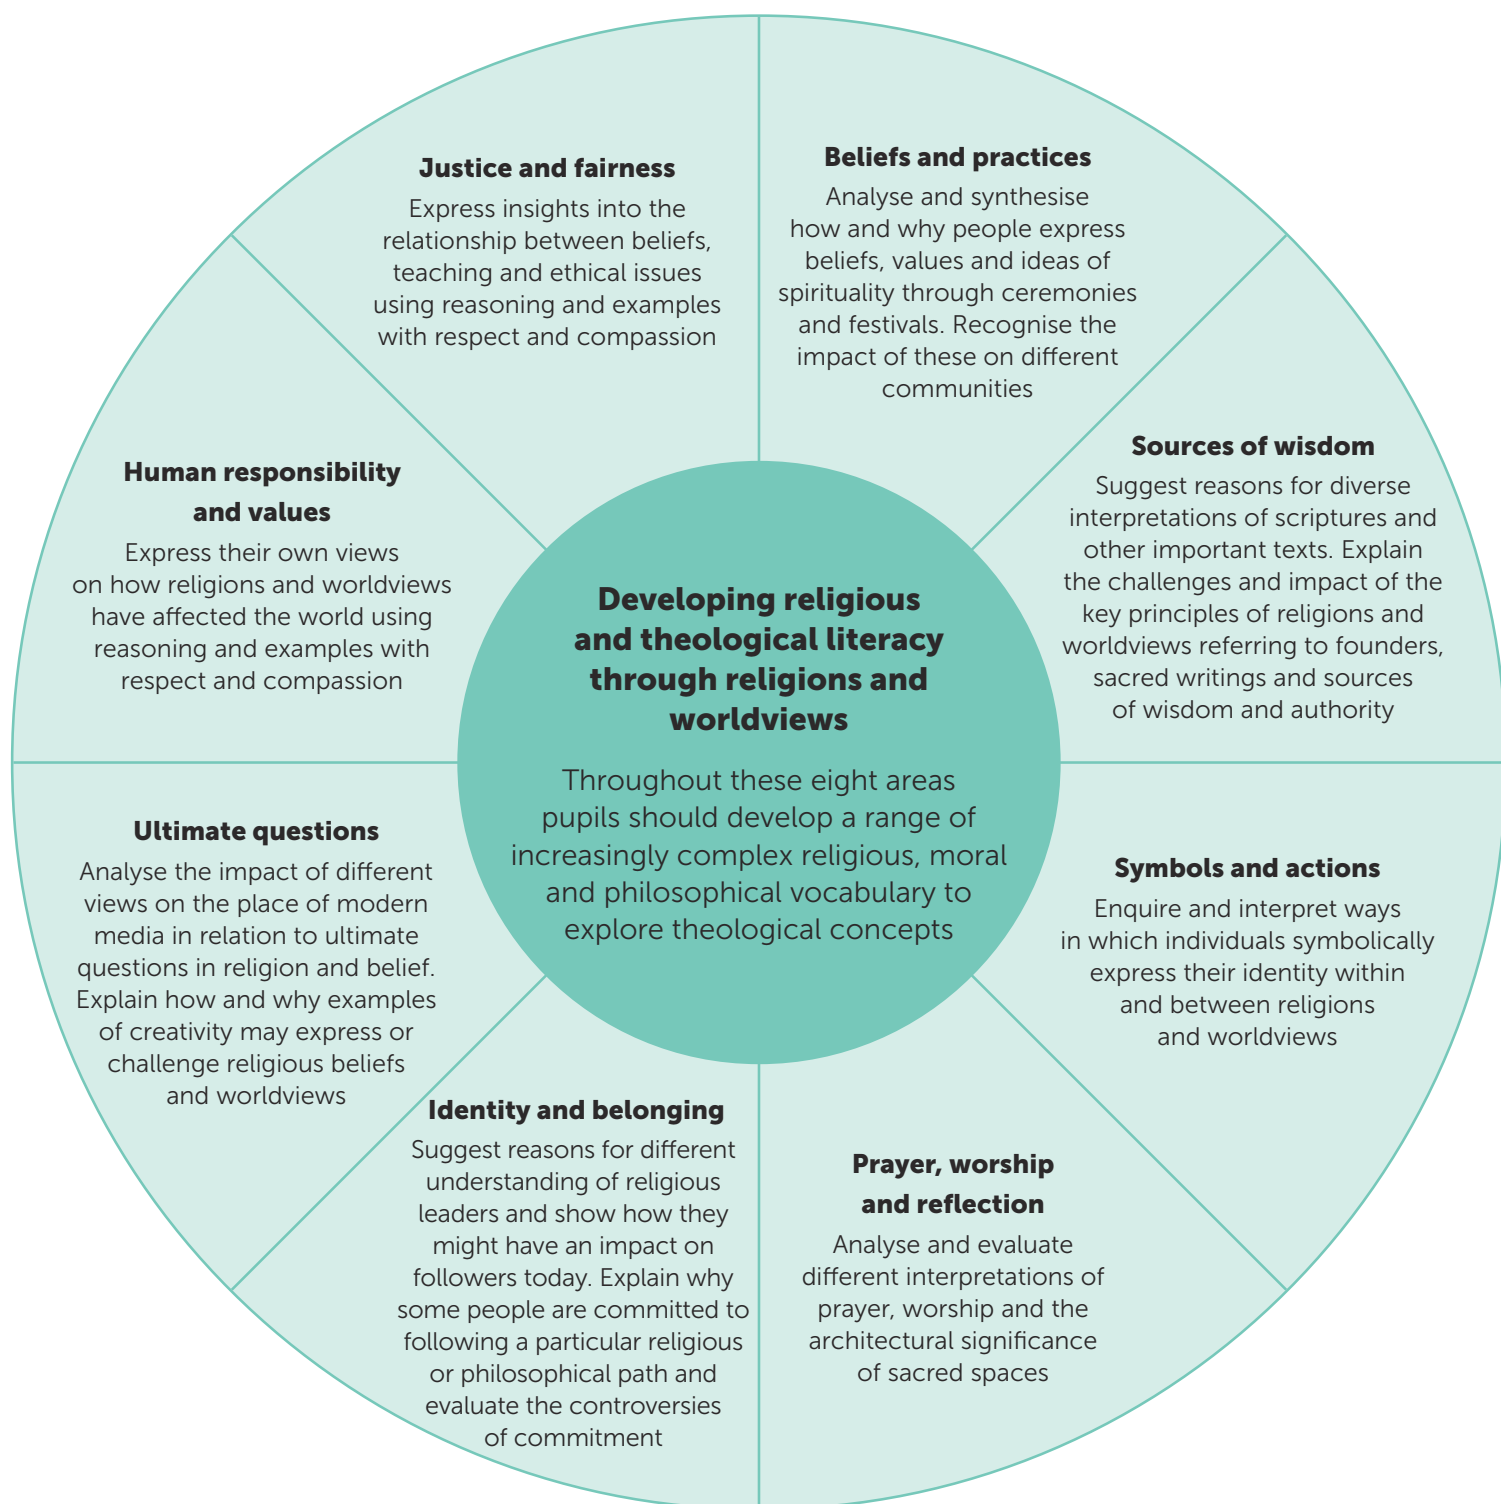 Beliefs and practices
Analyse and synthesise
how and why people express
beliefs, values and ideas of
spirituality through ceremonies
and festivals. Recognise the
impact of these on different
communities
Sources of wisdom
Suggest reasons for diverse
interpretations of scriptures and
other important texts. Explain
the challenges and impact of the
key principles of religions and
worldviews referring to founders,
sacred writings and sources
of wisdom and authority
Symbols and actions
Enquire and interpret ways
in which individuals symbolically
express their identity within
and between religions
and worldviews
Prayer, worship
and reflection
Analyse and evaluate
different interpretations of
prayer, worship and the
architectural significance
of sacred spaces
Identity and belonging
Suggest reasons for different
understanding of religious
leaders and show how they
might have an impact on
followers today. Explain why
some people are committed to
following a particular religious
or philosophical path and
evaluate the controversies
of commitment
Ultimate questions
Analyse the impact of different
views on the place of modern
media in relation to ultimate
questions in religion and belief.
Explain how and why examples
of creativity may express or
challenge religious beliefs
and worldviews
Human responsibility
and values
Express their own views
on how religions and worldviews
have affected the world using
reasoning and examples with
respect and compassion
Justice and fairness
Express insights into the
relationship between beliefs,
teaching and ethical issues
using reasoning and examples
with respect and compassion
Developing religious
and theological literacy
through religions and
worldviews
Throughout these eight areas
pupils should develop a range of
increasingly complex religious, moral
and philosophical vocabulary to
explore theological concepts